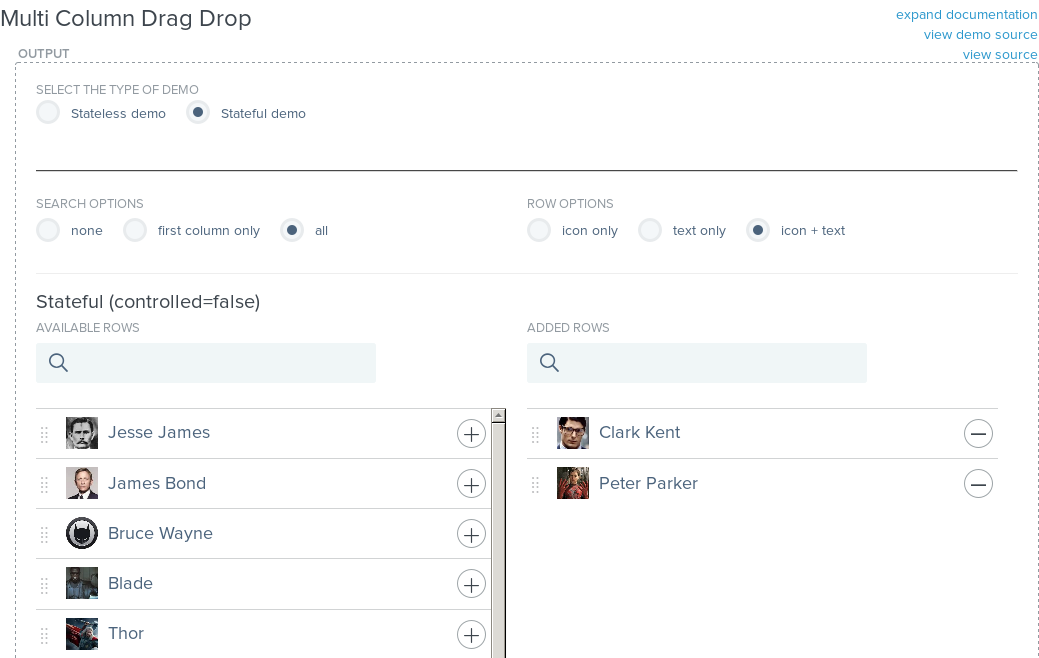 Multi Column Drag Drop
expand documentation
view demo source
view source
OUTPUT
SELECT THE TYPE OF DEMO
Stateless demo Stateful demo
SEARCH OPTIONS
none first column only all
ROW OPTIONS
icon only text only icon + text
Stateful (controlled=false)
AVAILABLE ROWS
Jesse James
James Bond
Bruce Wayne
Blade
Thor
ADDED ROWS
Clark Kent
Peter Parker